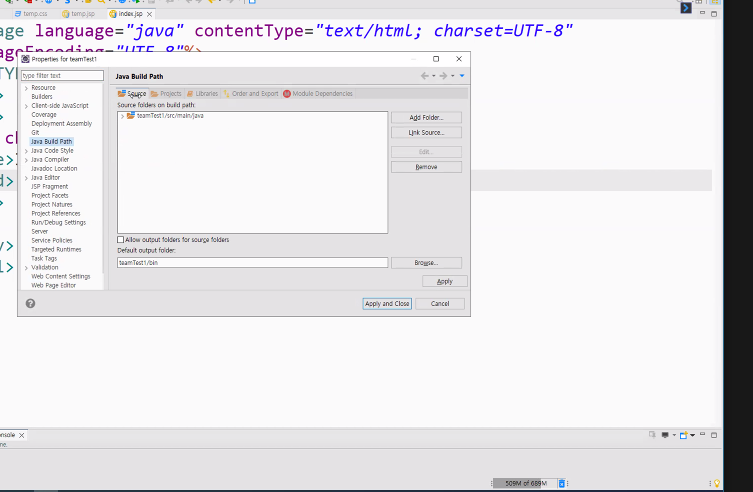 temp.css temp.jsp index.jsp
age language="java" contentType="text/html; charset=UTF-8"
ageEncoding="UTF-8"%>
TYP
Properties for teamTest1
type filter text
Java Build Path
Resource
Builders
Client-side JavaScript
Coverage
Deployment Assembly
Git
Java Build Path
Java Code Style
Java Compiler
Javadoc Location
Java Editor
JSP Fragment
Project Facets
Project Natures
Project References
Run/Debug Settings
Server
Service Policies
Targeted Runtimes
Task Tags
Validation
Web Content Settings
Web Page Editor
Source Projects Libraries Order and Export Module Dependencies
Source folders on build path:
teamTest1/src/main/java
Add Folder...
Link Source...
Edit...
Remove
Allow output folders for source folders
Default output folder:
teamTest1/bin
Browse...
Apply
Apply and Close
Cancel
ch
e>
d>
>
/>
l>
onsole
ne.
509M of 689M